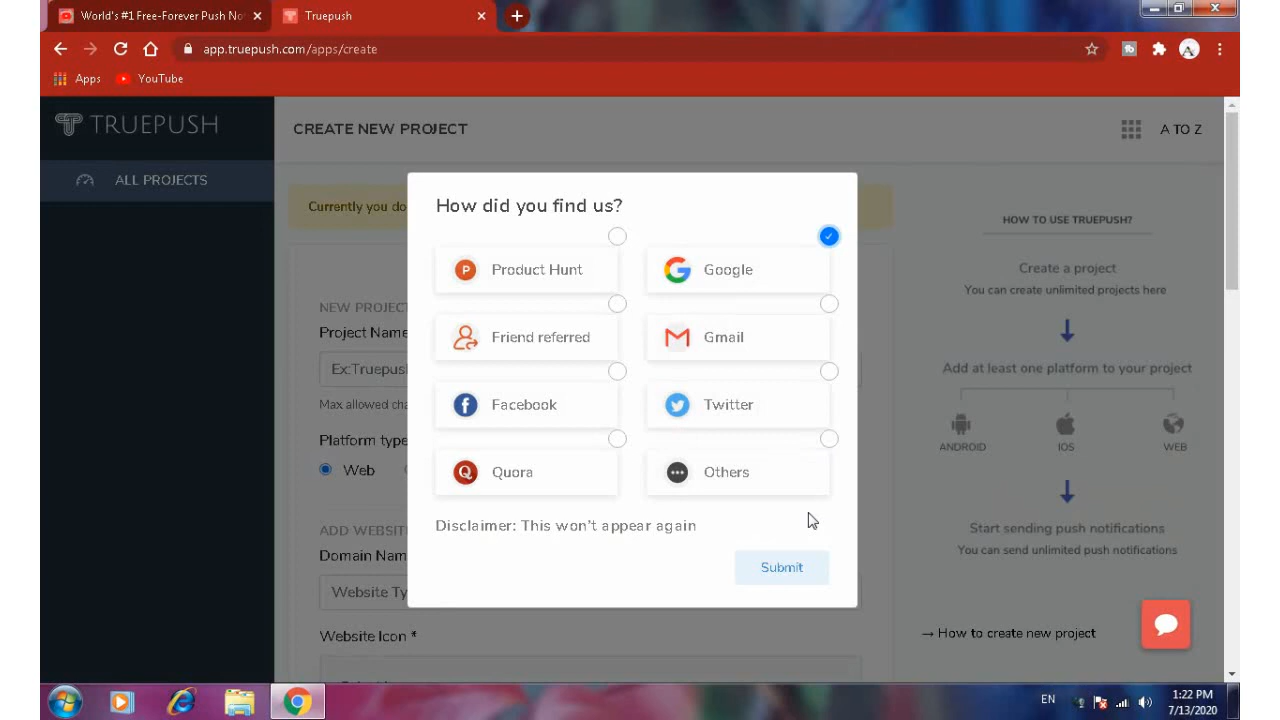 World's #1 Free-Forever Push No
Truepush
app.truepush.com/apps/create
Apps
YouTube
TRUEPUSH
CREATE NEW PROJECT
A TO Z
ALL PROJECTS
Currently you do
How did you find us?
Product Hunt
Google
Friend referred
Gmail
Facebook
Twitter
Quora
Others
Disclaimer: This won't appear again
Submit
NEW PROJECT
Project Name
Ex:Truepus
Max allowed cha
Platform type
Web
ADD WEBSITE
Domain Nam
Website Ty
Website Icon *
HOW TO USE TRUEPUSH?
Create a project
You can create unlimited projects here
Add at least one platform to your project
ANDROID
IOS
WEB
Start sending push notifications
You can send unlimited push notifications
→ How to create new project
EN
1:22 PM
7/13/2020